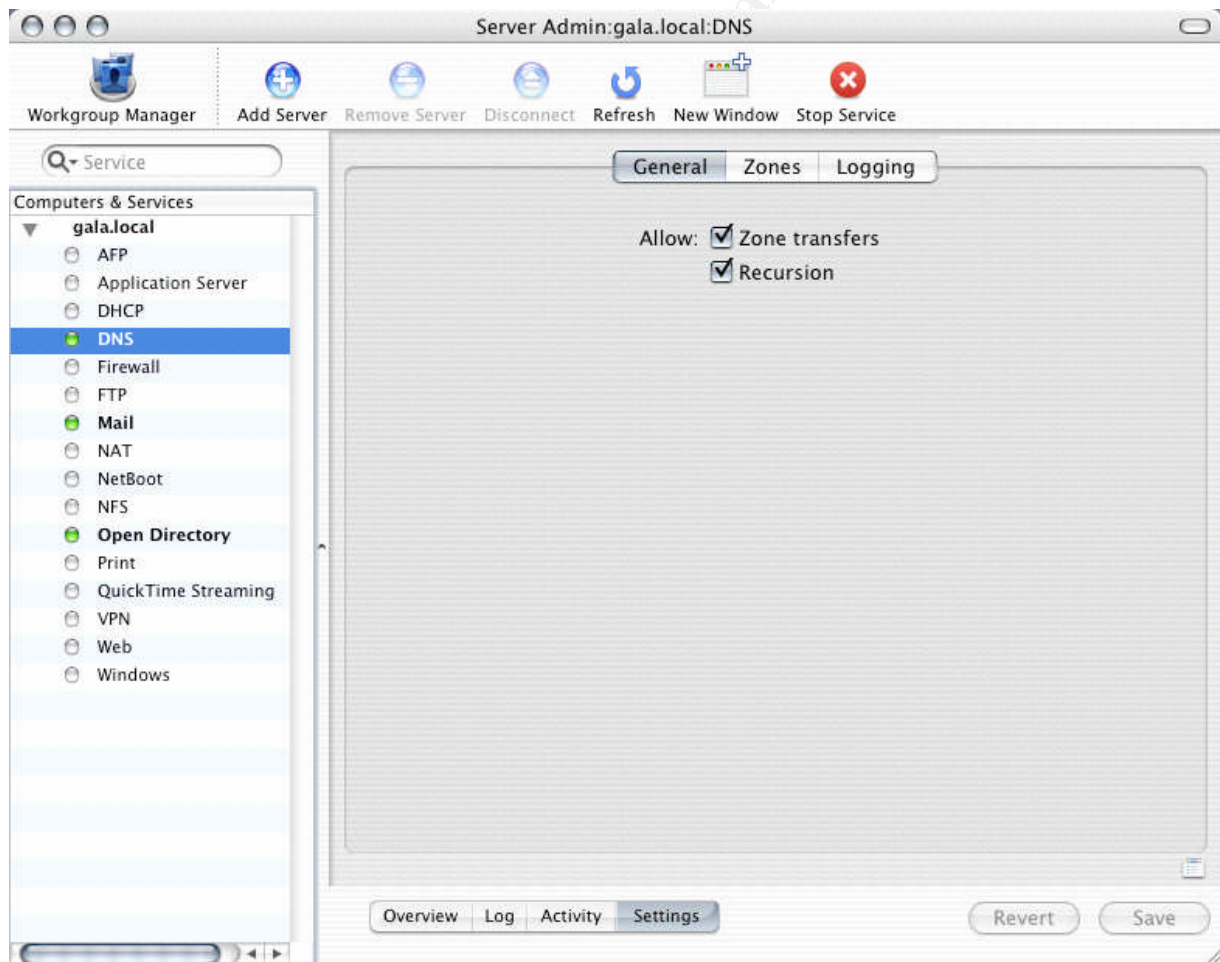 Server Admin:gala.local:DNS
Workgroup Manager Add Server Remove Server Disconnect Refresh New Window Stop Service
Service
Computers & Services
gala.local
AFP
Application Server
DHCP
DNS
Firewall
FTP
Mail
NAT
NetBoot
NFS
Open Directory
Print
QuickTime Streaming
VPN
Web
Windows
General Zones Logging
Allow: Zone transfers
Recursion
Overview Log Activity Settings
Revert Save